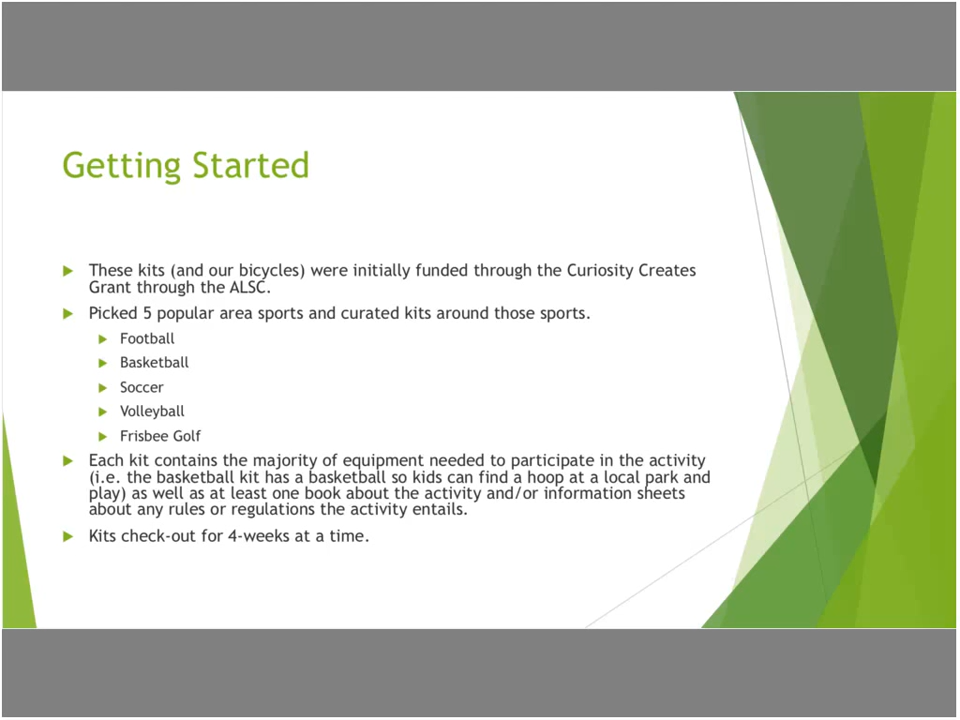 Getting Started
These kits (and our bicycles) were initially funded through the Curiosity Creates
Grant through the ALSC.
Picked 5 popular area sports and curated kits around those sports.
Football
Basketball
Soccer
Volleyball
Frisbee Golf
Each kit contains the majority of equipment needed to participate in the activity
(i.e. the basketball kit has a basketball so kids can find a hoop at a local park and
play) as well as at least one book about the activity and/or information sheets
about any rules or regulations the activity entails.
Kits check-out for 4-weeks at a time.